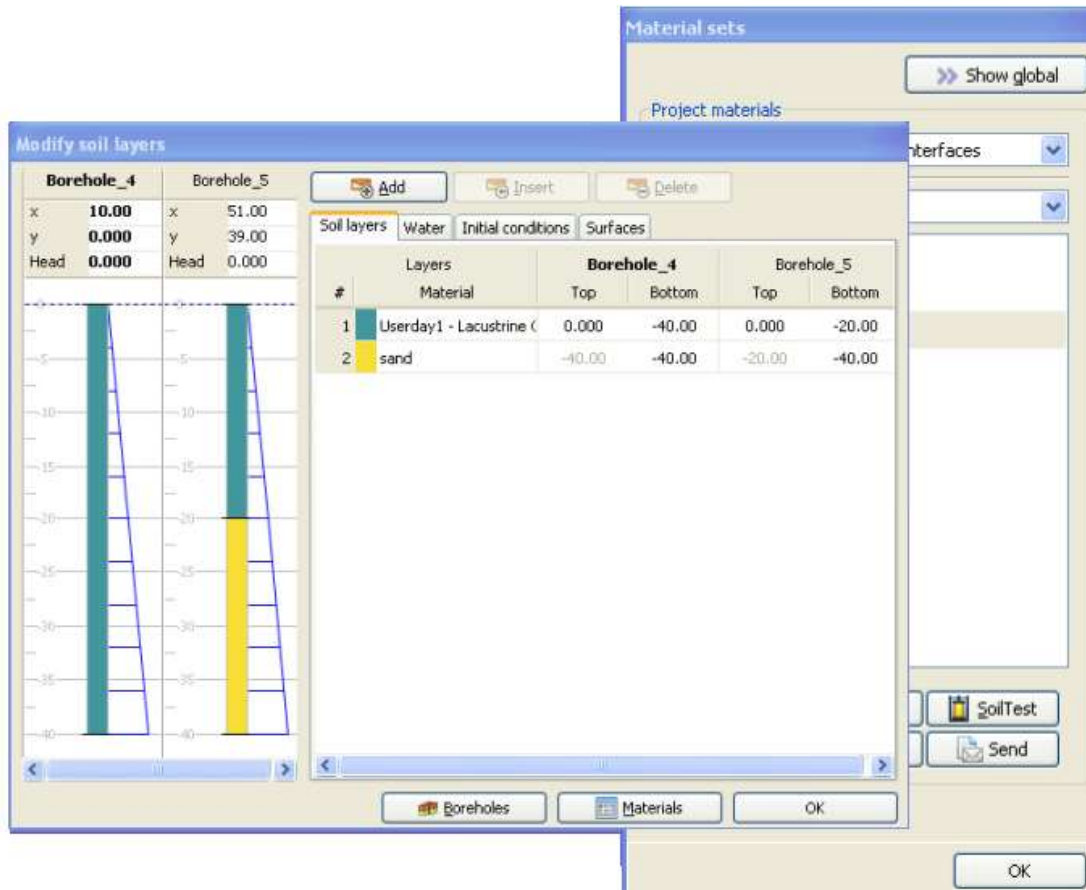 Material sets
Show global
Project materials
nterfaces
Modify soil layers
Borehole_4 Borehole_5
x 10.00 x 51.00
y 0.000 y 39.00
Head 0.000 Head 0.000
Add Insert Delete
Soil layers Water Initial conditions Surfaces
Layers Borehole_4 Borehole_5
# Material Top Bottom Top Bottom
1 Userday1 - Lacustrine ( 0.000 -40.00 0.000 -20.00
2 sand -40.00 -40.00 -20.00 -40.00
0 0
-5 -5
-10 -10
-15 -15
-20 -20
-25 -25
-30 -30
-35 -35
-40 -40
SoilTest
Send
Boreholes Materials OK
OK